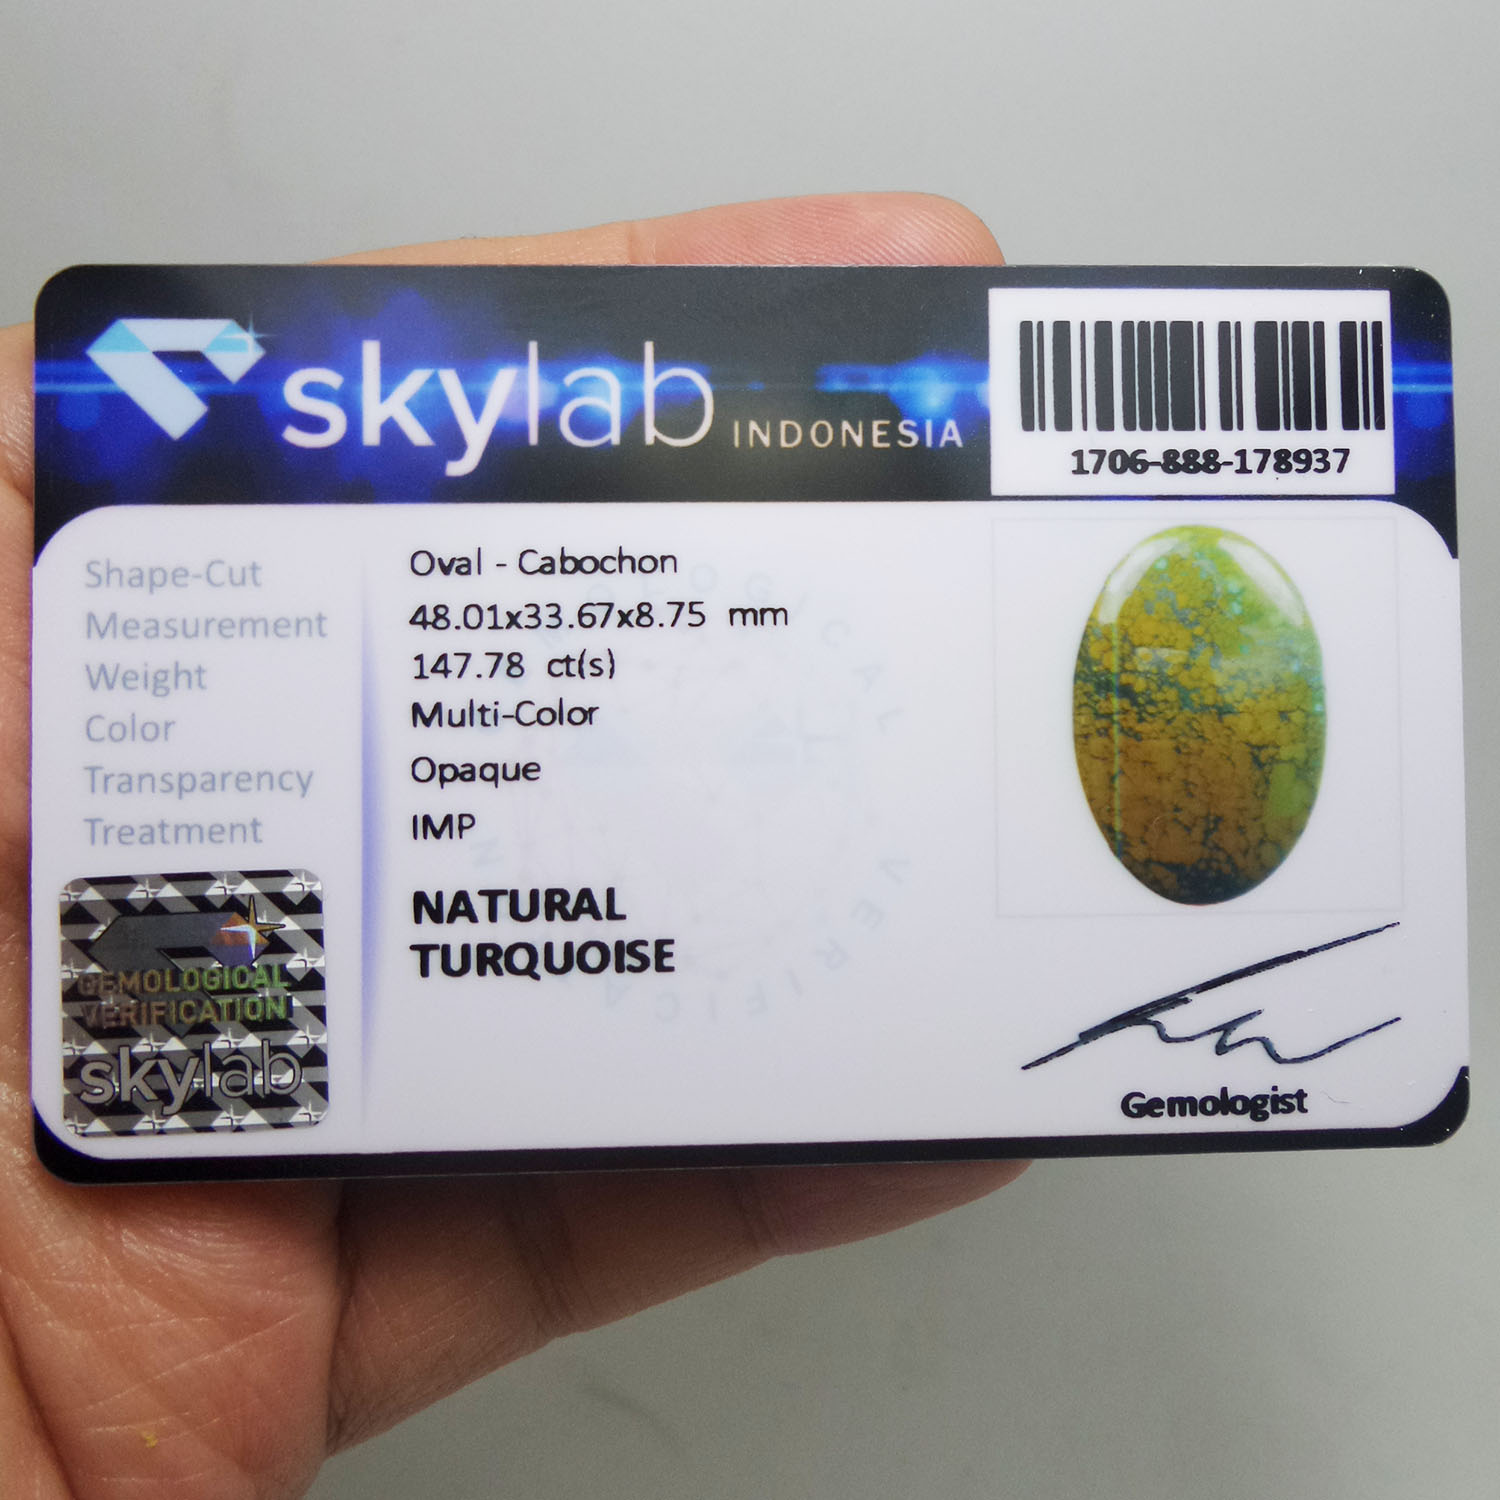 skylab INDONESIA
1706-888-178937
Shape-Cut Oval - Cabochon
Measurement 48.01x33.67x8.75 mm
Weight 147.78 ct(s)
Color Multi-Color
Transparency Opaque
Treatment IMP
NATURAL
TURQUOISE
GEMOLOGICAL
VERIFICATION
skylab
Gemologist